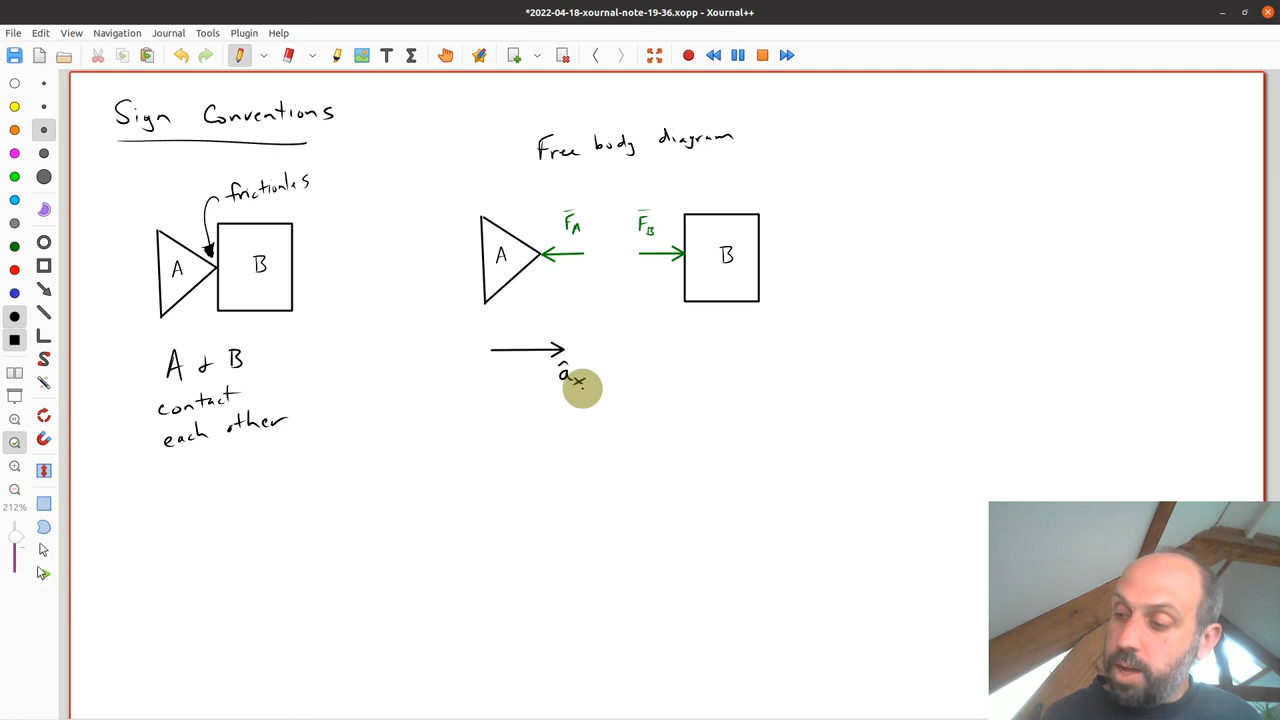 *2022-04-18-xournal-note-19-36.xopp - Xournal++
File Edit View Navigation Journal Tools Plugin Help
Sign Conventions
Free body diagram
frictionles
F̄A F̄B
A B A B
âx
A & B
contact
each other
212%